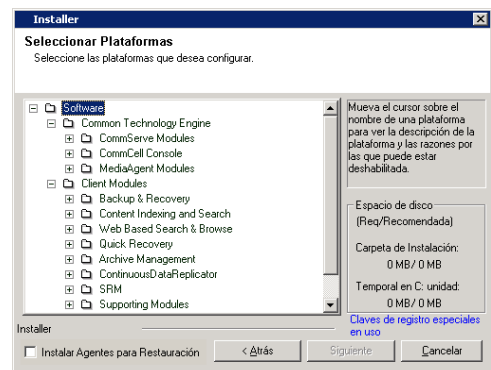 Installer
Seleccionar Plataformas
Seleccione las plataformas que desea configurar.
Software
Common Technology Engine
CommServe Modules
CommCell Console
MediaAgent Modules
Client Modules
Backup & Recovery
Content Indexing and Search
Web Based Search & Browse
Quick Recovery
Archive Management
ContinuousDataReplicator
SRM
Supporting Modules
Mueva el cursor sobre el
nombre de una plataforma
para ver la descripción de la
plataforma y las razones por
las que puede estar
deshabilitada.
Espacio de disco
(Req/Recomendada)
Carpeta de Instalación:
0 MB/ 0 MB
Temporal en C: unidad:
0 MB/ 0 MB
Claves de registro especiales
en uso
Installer
Instalar Agentes para Restauración
< Atrás
Siguiente
Cancelar